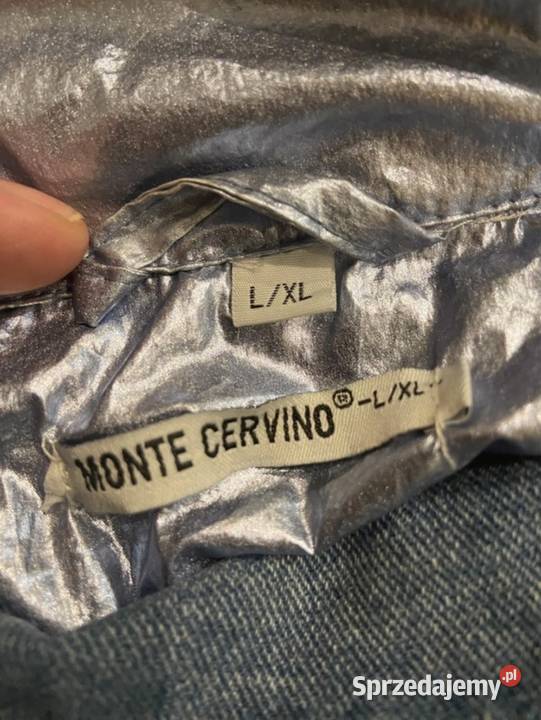 L/XL
MONTE CERVINO® -L/XL-
Sprzedajemy.pl